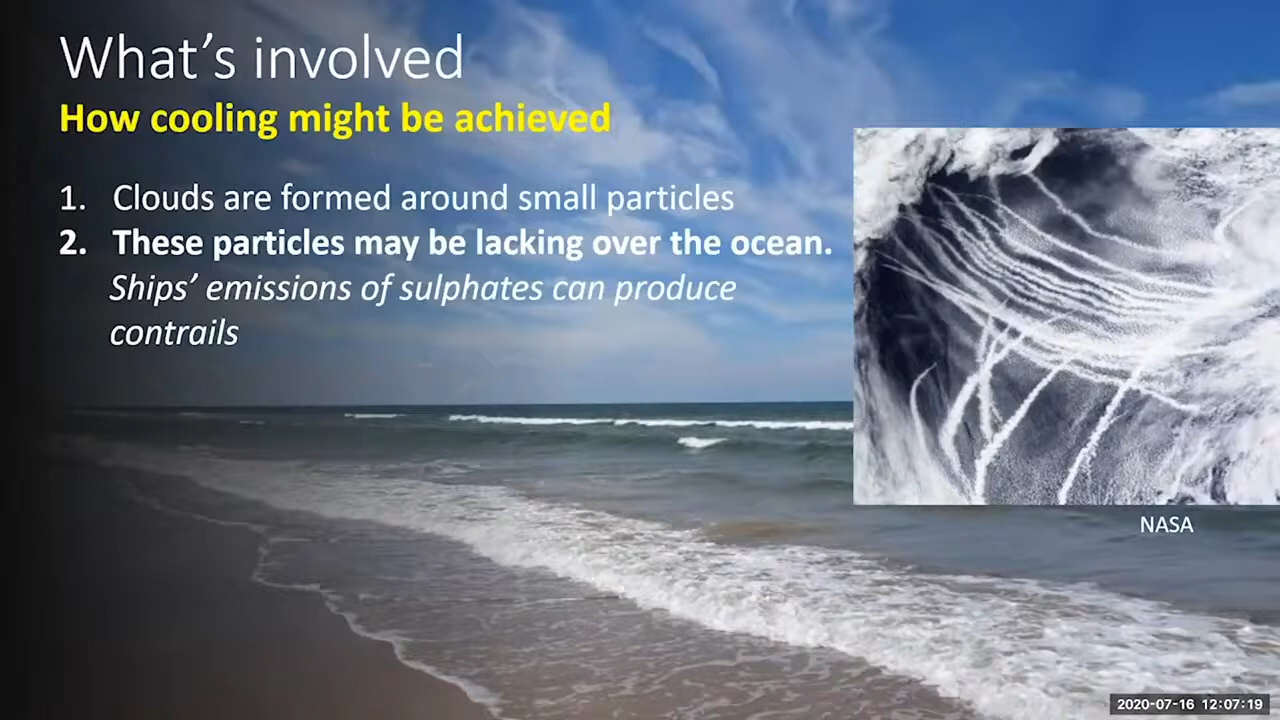 What's involved
How cooling might be achieved
1. Clouds are formed around small particles
2. These particles may be lacking over the ocean.
Ships' emissions of sulphates can produce
contrails
NASA
2020-07-16 12:07:19